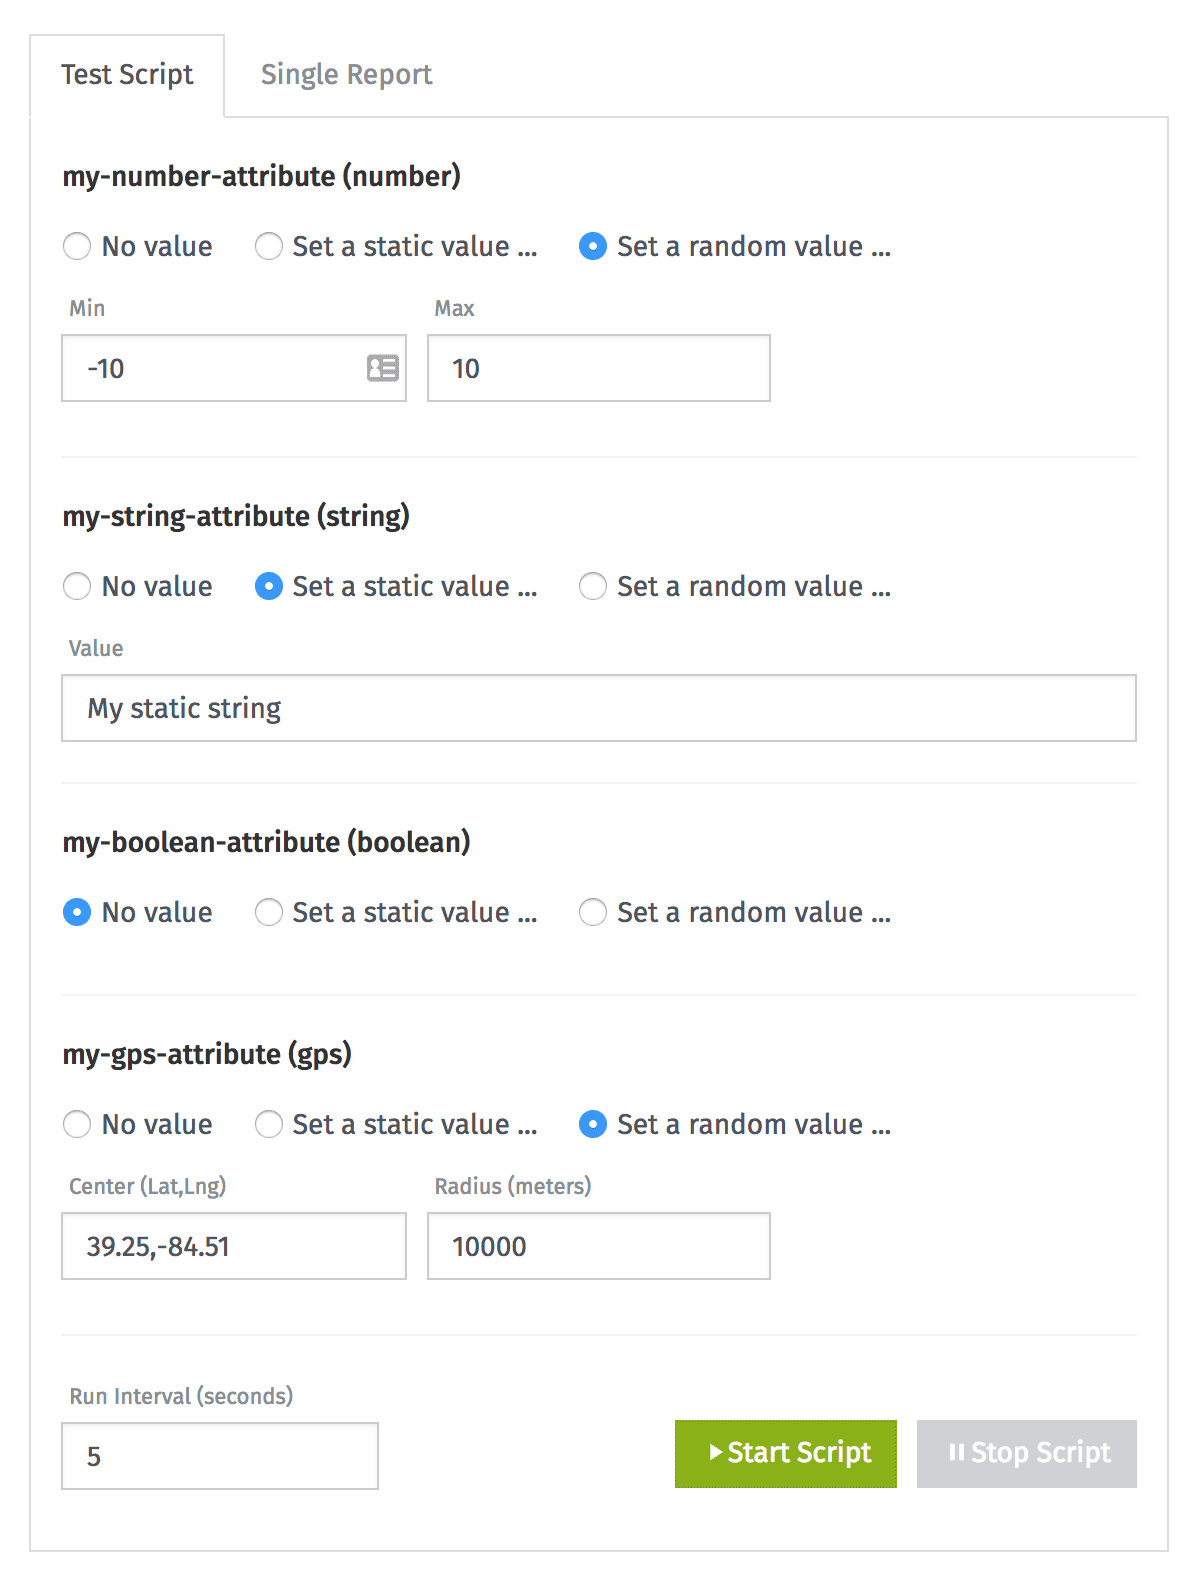 Test Script Single Report
my-number-attribute (number)
No value Set a static value ... Set a random value ...
Min Max
-10 10
my-string-attribute (string)
No value Set a static value ... Set a random value ...
Value
My static string
my-boolean-attribute (boolean)
No value Set a static value ... Set a random value ...
my-gps-attribute (gps)
No value Set a static value ... Set a random value ...
Center (Lat,Lng) Radius (meters)
39.25,-84.51 10000
Run Interval (seconds)
5 Start Script Stop Script